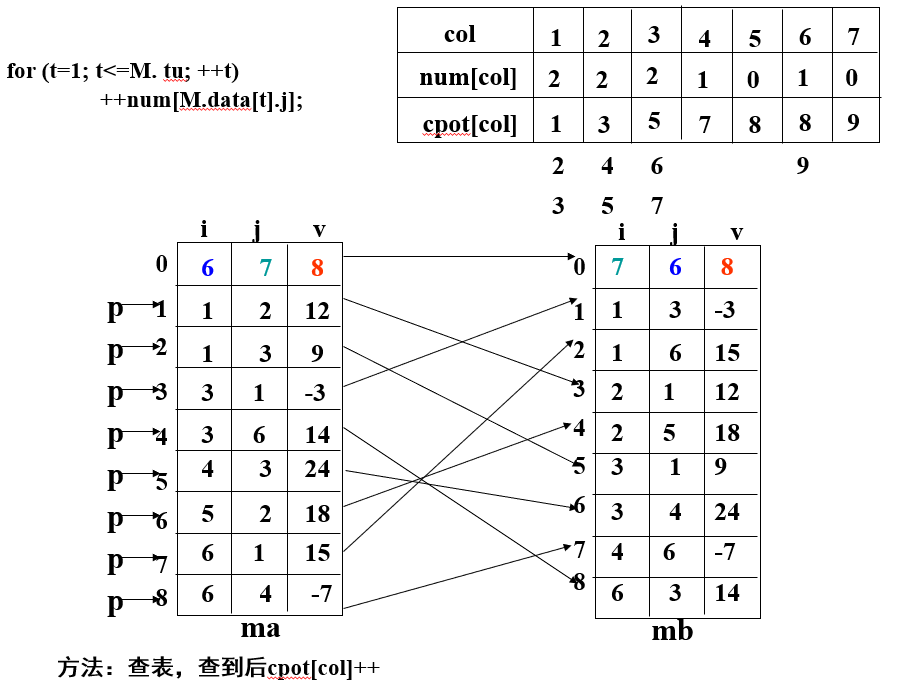 for (t=1; t<=M. tu; ++t)
++num[M.data[t].j];
col 1 2 3 4 5 6 7
num[col] 2 2 2 1 0 1 0
cpot[col] 1 3 5 7 8 8 9
2 4 6 9
3 5 7
i j v
0 6 7 8
p 1 1 2 12
p 2 1 3 9
p 3 3 1 -3
p 4 3 6 14
p 5 4 3 24
p 6 5 2 18
p 7 6 1 15
p 8 6 4 -7
ma
i j v
0 7 6 8
1 1 3 -3
2 1 6 15
3 2 1 12
4 2 5 18
5 3 1 9
6 3 4 24
7 4 6 -7
8 6 3 14
mb
方法：查表，查到后cpot[col]++